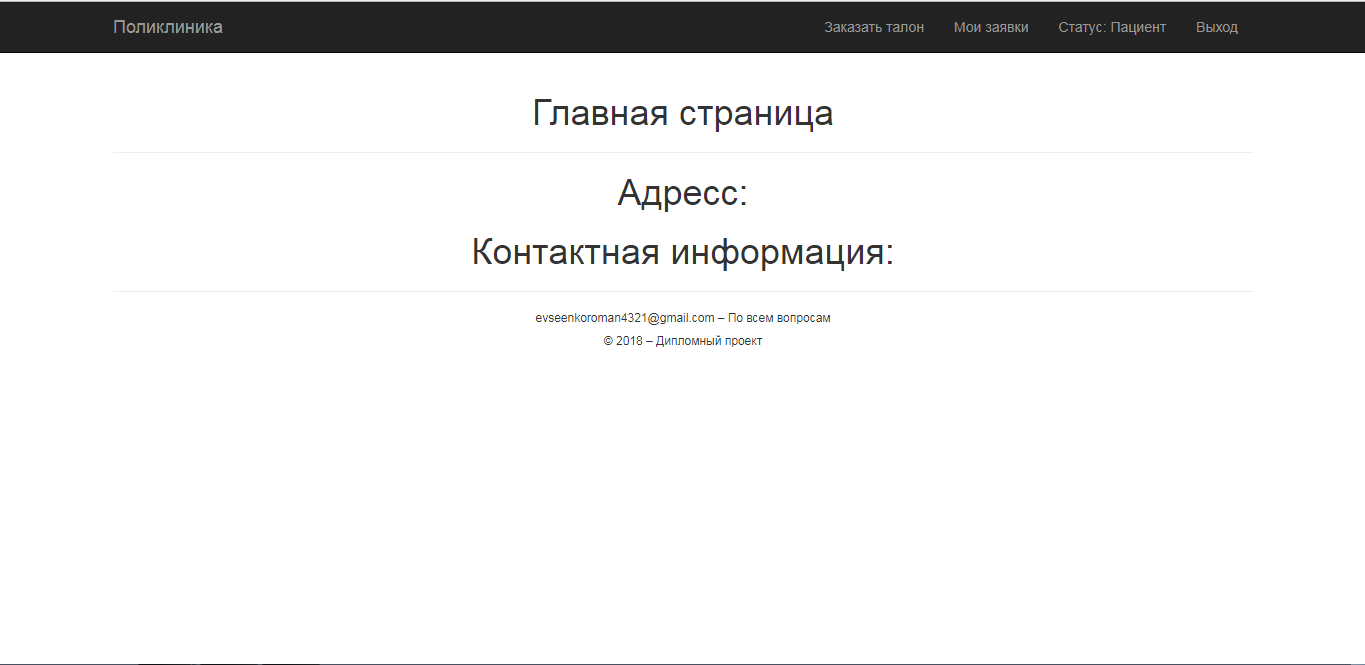 Поликлиника Заказать талон Мои заявки Статус: Пациент Выход
Главная страница
Адресс:
Контактная информация:
evseenkoroman4321@gmail.com – По всем вопросам
© 2018 – Дипломный проект